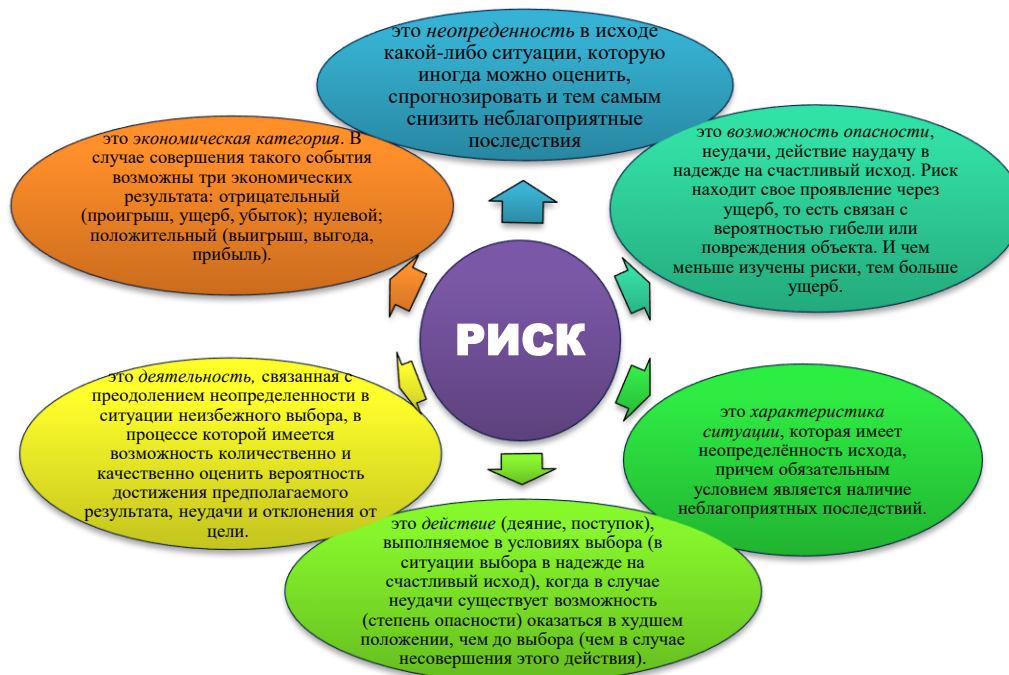 это неопреденность в исходе
какой-либо ситуации, которую
иногда можно оценить,
спрогнозировать и тем самым
снизить неблагоприятные
последствия
это возможность опасности,
неудачи, действие наудачу в
надежде на счастливый исход. Риск
находит свое проявление через
ущерб, то есть связан с
вероятностью гибели или
повреждения объекта. И чем
меньше изучены риски, тем больше
ущерб.
это характеристика
ситуации, которая имеет
неопределённость исхода,
причем обязательным
условием является наличие
неблагоприятных последствий.
это действие (деяние, поступок),
выполняемое в условиях выбора (в
ситуации выбора в надежде на
счастливый исход), когда в случае
неудачи существует возможность
(степень опасности) оказаться в худшем
положении, чем до выбора (чем в случае
несовершения этого действия).
это деятельность, связанная с
преодолением неопределенности в
ситуации неизбежного выбора, в
процессе которой имеется
возможность количественно и
качественно оценить вероятность
достижения предполагаемого
результата, неудачи и отклонения от
цели.
это экономическая категория. В
случае совершения такого события
возможны три экономических
результата: отрицательный
(проигрыш, ущерб, убыток); нулевой;
положительный (выигрыш, выгода,
прибыль).
РИСК